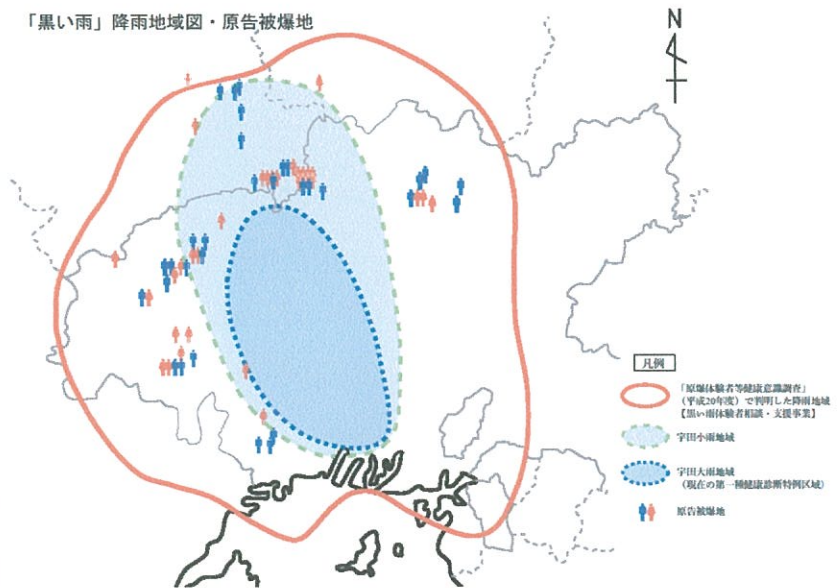 「黒い雨」降雨地域図・原告被爆地
N
凡例
「原爆体験者等健康意識調査」
(平成20年度)で判明した降雨地域
【黒い雨体験者相談・支援事業】
宇田小雨地域
宇田大雨地域
(現在の第一種健康診断特例区域)
原告被爆地